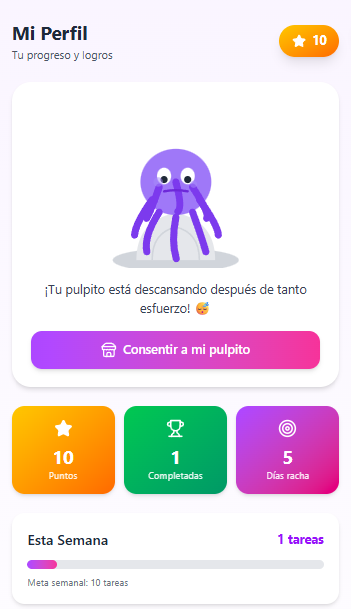 Mi Perfil
Tu progreso y logros
10
¡Tu pulpito está descansando después de tanto
esfuerzo! 🥳
Consentir a mi pulpito
10
Puntos
1
Completadas
5
Días racha
Esta Semana
1 tareas
Meta semanal: 10 tareas